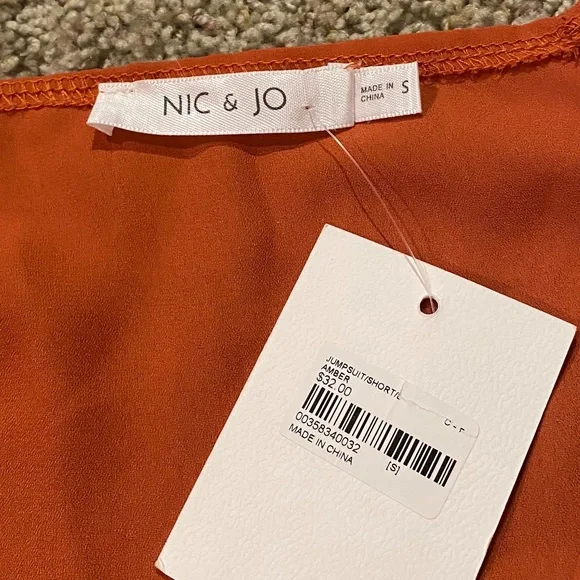 NIC & JO
MADE IN
CHINA
S
JUMPSUIT/SHORT/
AMBER
$32.00
00358340032
MADE IN CHINA
[S]